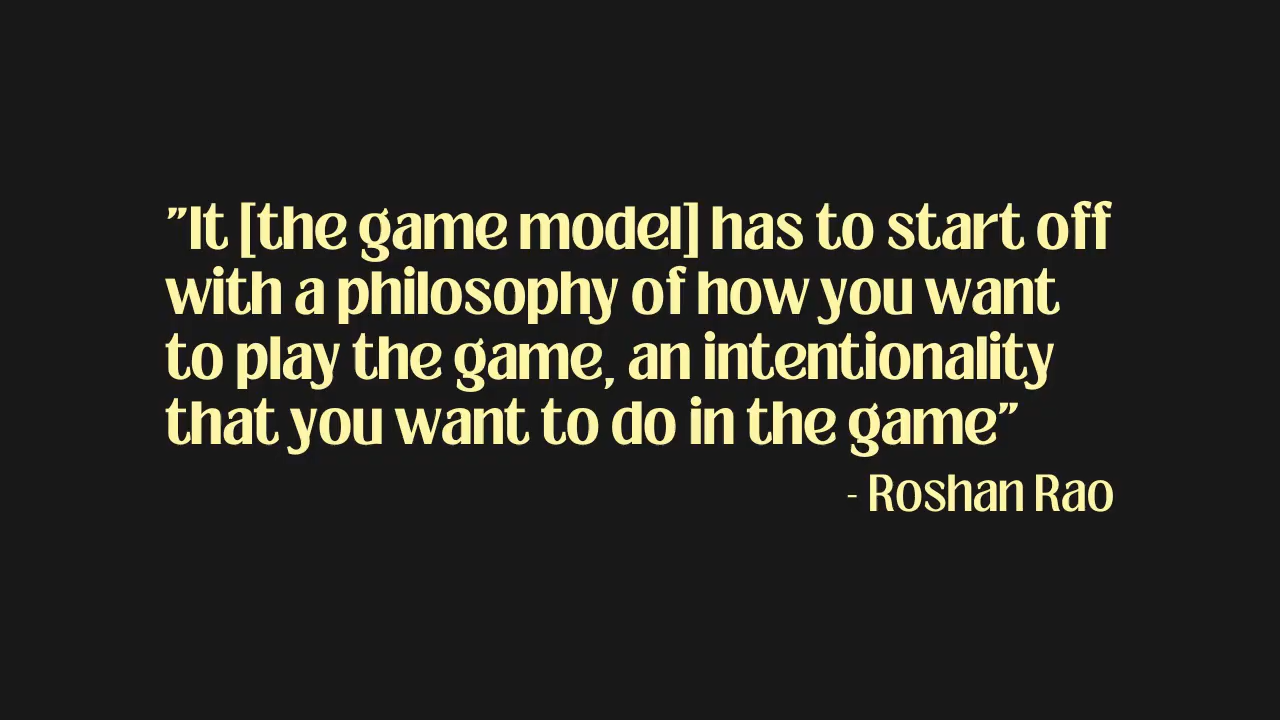 "It [the game model] has to start off
with a philosophy of how you want
to play the game, an intentionality
that you want to do in the game"
- Roshan Rao